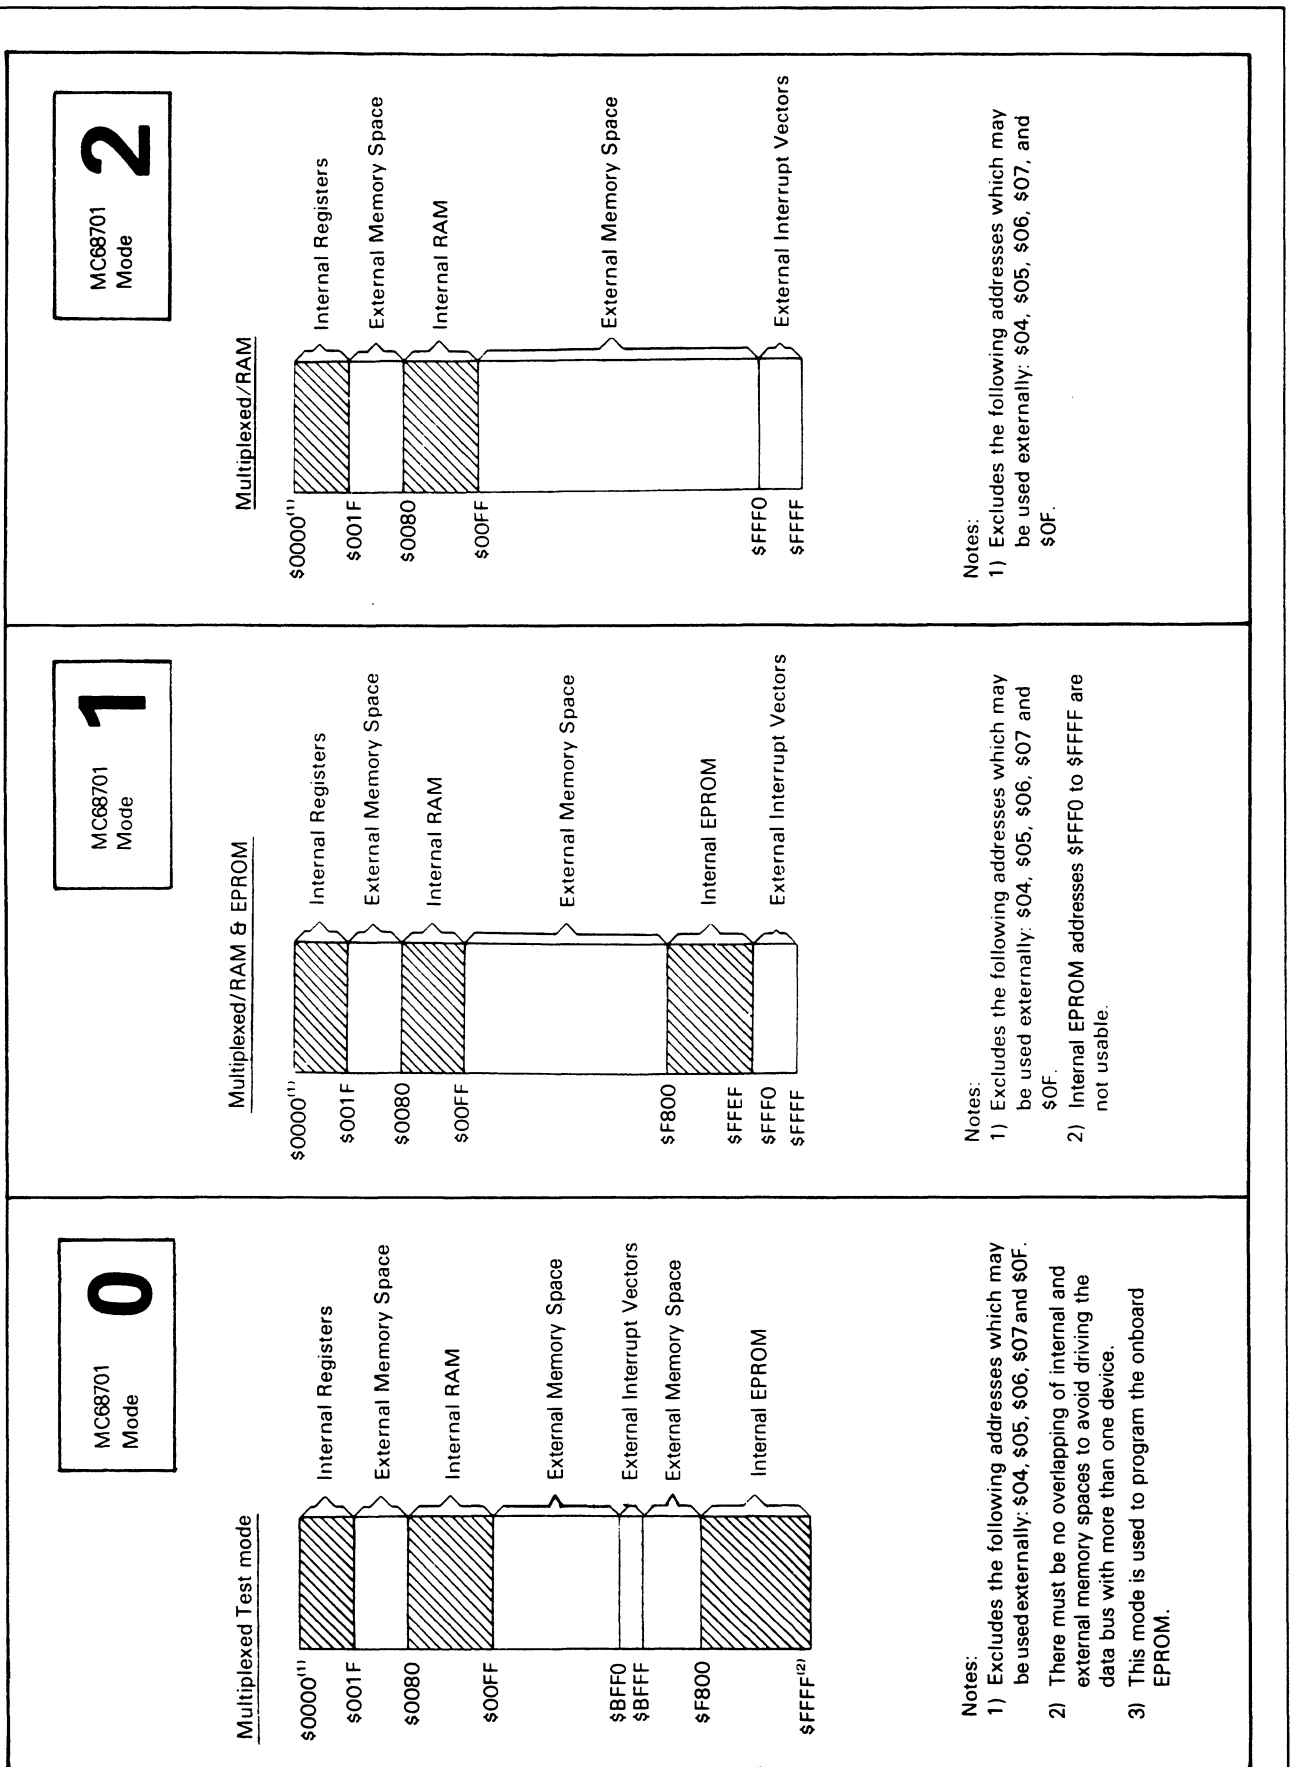 MC68701
Mode
0
Multiplexed Test mode
$0000(1)
$001F
$0080
$00FF
$BFF0
$BFFF
$F800
$FFFF(2)
Internal Registers
External Memory Space
Internal RAM
External Memory Space
External Interrupt Vectors
External Memory Space
Internal EPROM
Notes:
1) Excludes the following addresses which may
be used externally: $04, $05, $06, $07 and $0F.
2) There must be no overlapping of internal and
external memory spaces to avoid driving the
data bus with more than one device.
3) This mode is used to program the onboard
EPROM.
MC68701
Mode
1
Multiplexed/RAM & EPROM
$0000(1)
$001F
$0080
$00FF
$F800
$FFEF
$FFF0
$FFFF
Internal Registers
External Memory Space
Internal RAM
External Memory Space
Internal EPROM
External Interrupt Vectors
Notes:
1) Excludes the following addresses which may
be used externally: $04, $05, $06, $07 and
$0F.
2) Internal EPROM addresses $FFF0 to $FFFF are
not usable.
MC68701
Mode
2
Multiplexed/RAM
$0000(1)
$001F
$0080
$00FF
$FFF0
$FFFF
Internal Registers
External Memory Space
Internal RAM
External Memory Space
External Interrupt Vectors
Notes:
1) Excludes the following addresses which may
be used externally: $04, $05, $06, $07, and
$0F.